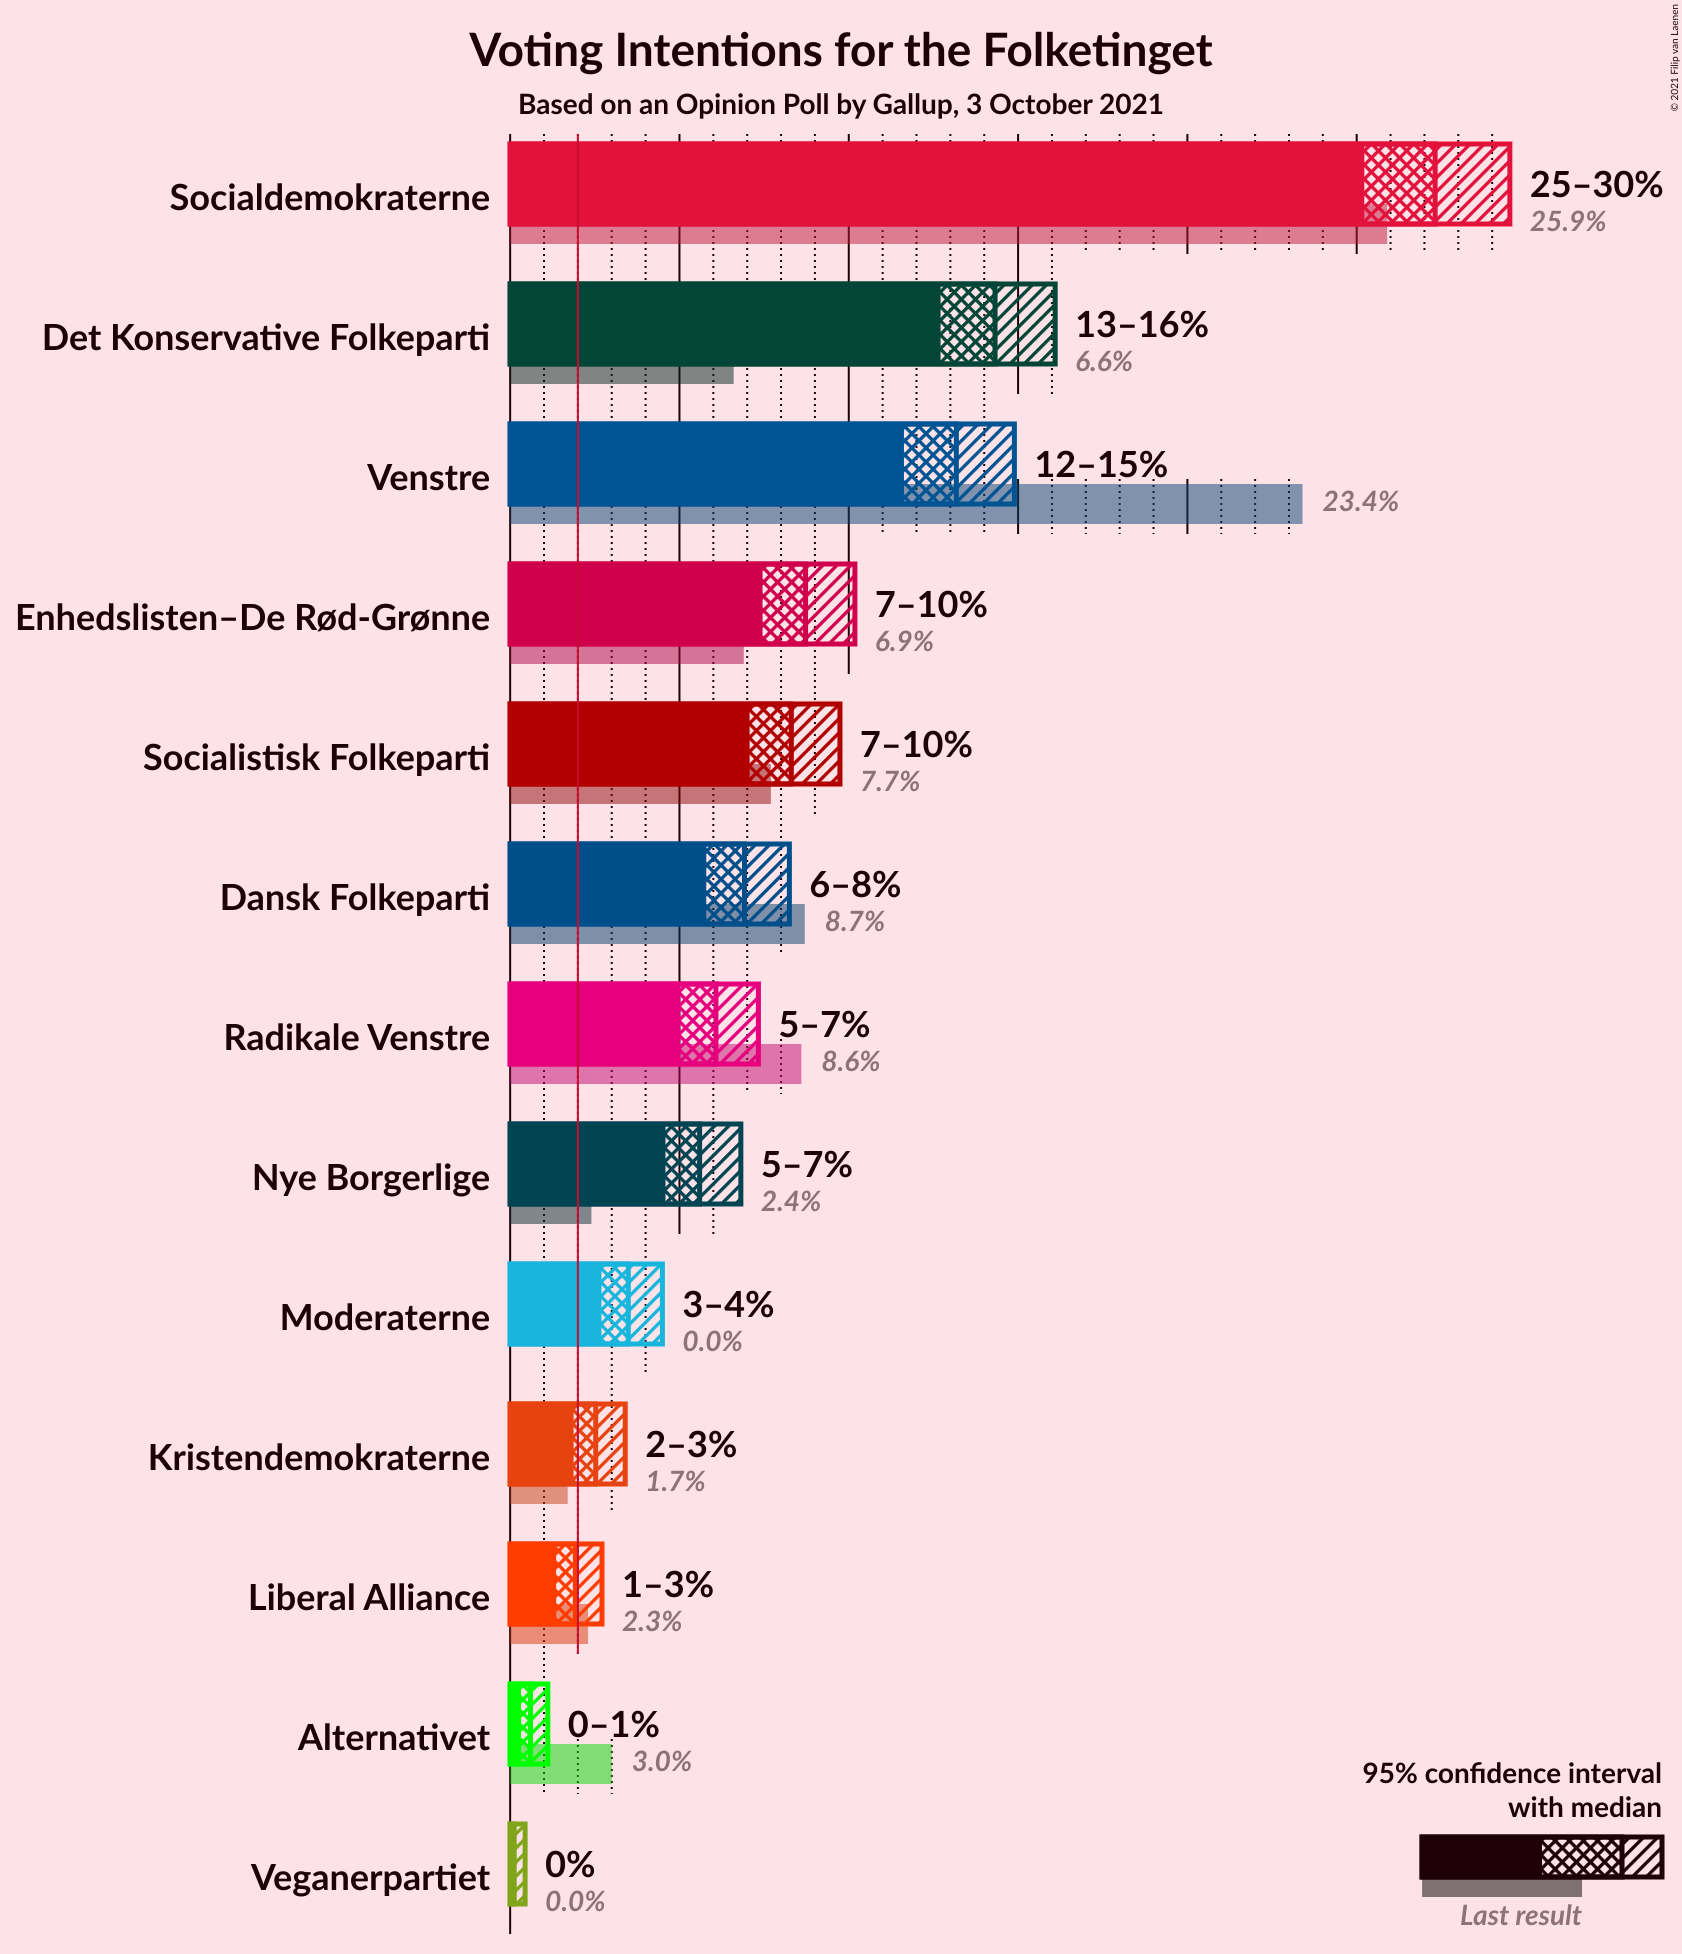 © 2021 Filip van Laenen
Voting Intentions for the Folketinget
Based on an Opinion Poll by Gallup, 3 October 2021
Socialdemokraterne
25–30%
25.9%
Det Konservative Folkeparti
13–16%
6.6%
Venstre
12–15%
23.4%
Enhedslisten–De Rød-Grønne
7–10%
6.9%
Socialistisk Folkeparti
7–10%
7.7%
Dansk Folkeparti
6–8%
8.7%
Radikale Venstre
5–7%
8.6%
Nye Borgerlige
5–7%
2.4%
Moderaterne
3–4%
0.0%
Kristendemokraterne
2–3%
1.7%
Liberal Alliance
1–3%
2.3%
Alternativet
0–1%
3.0%
Veganerpartiet
0%
0.0%
95% confidence interval
with median
Last result